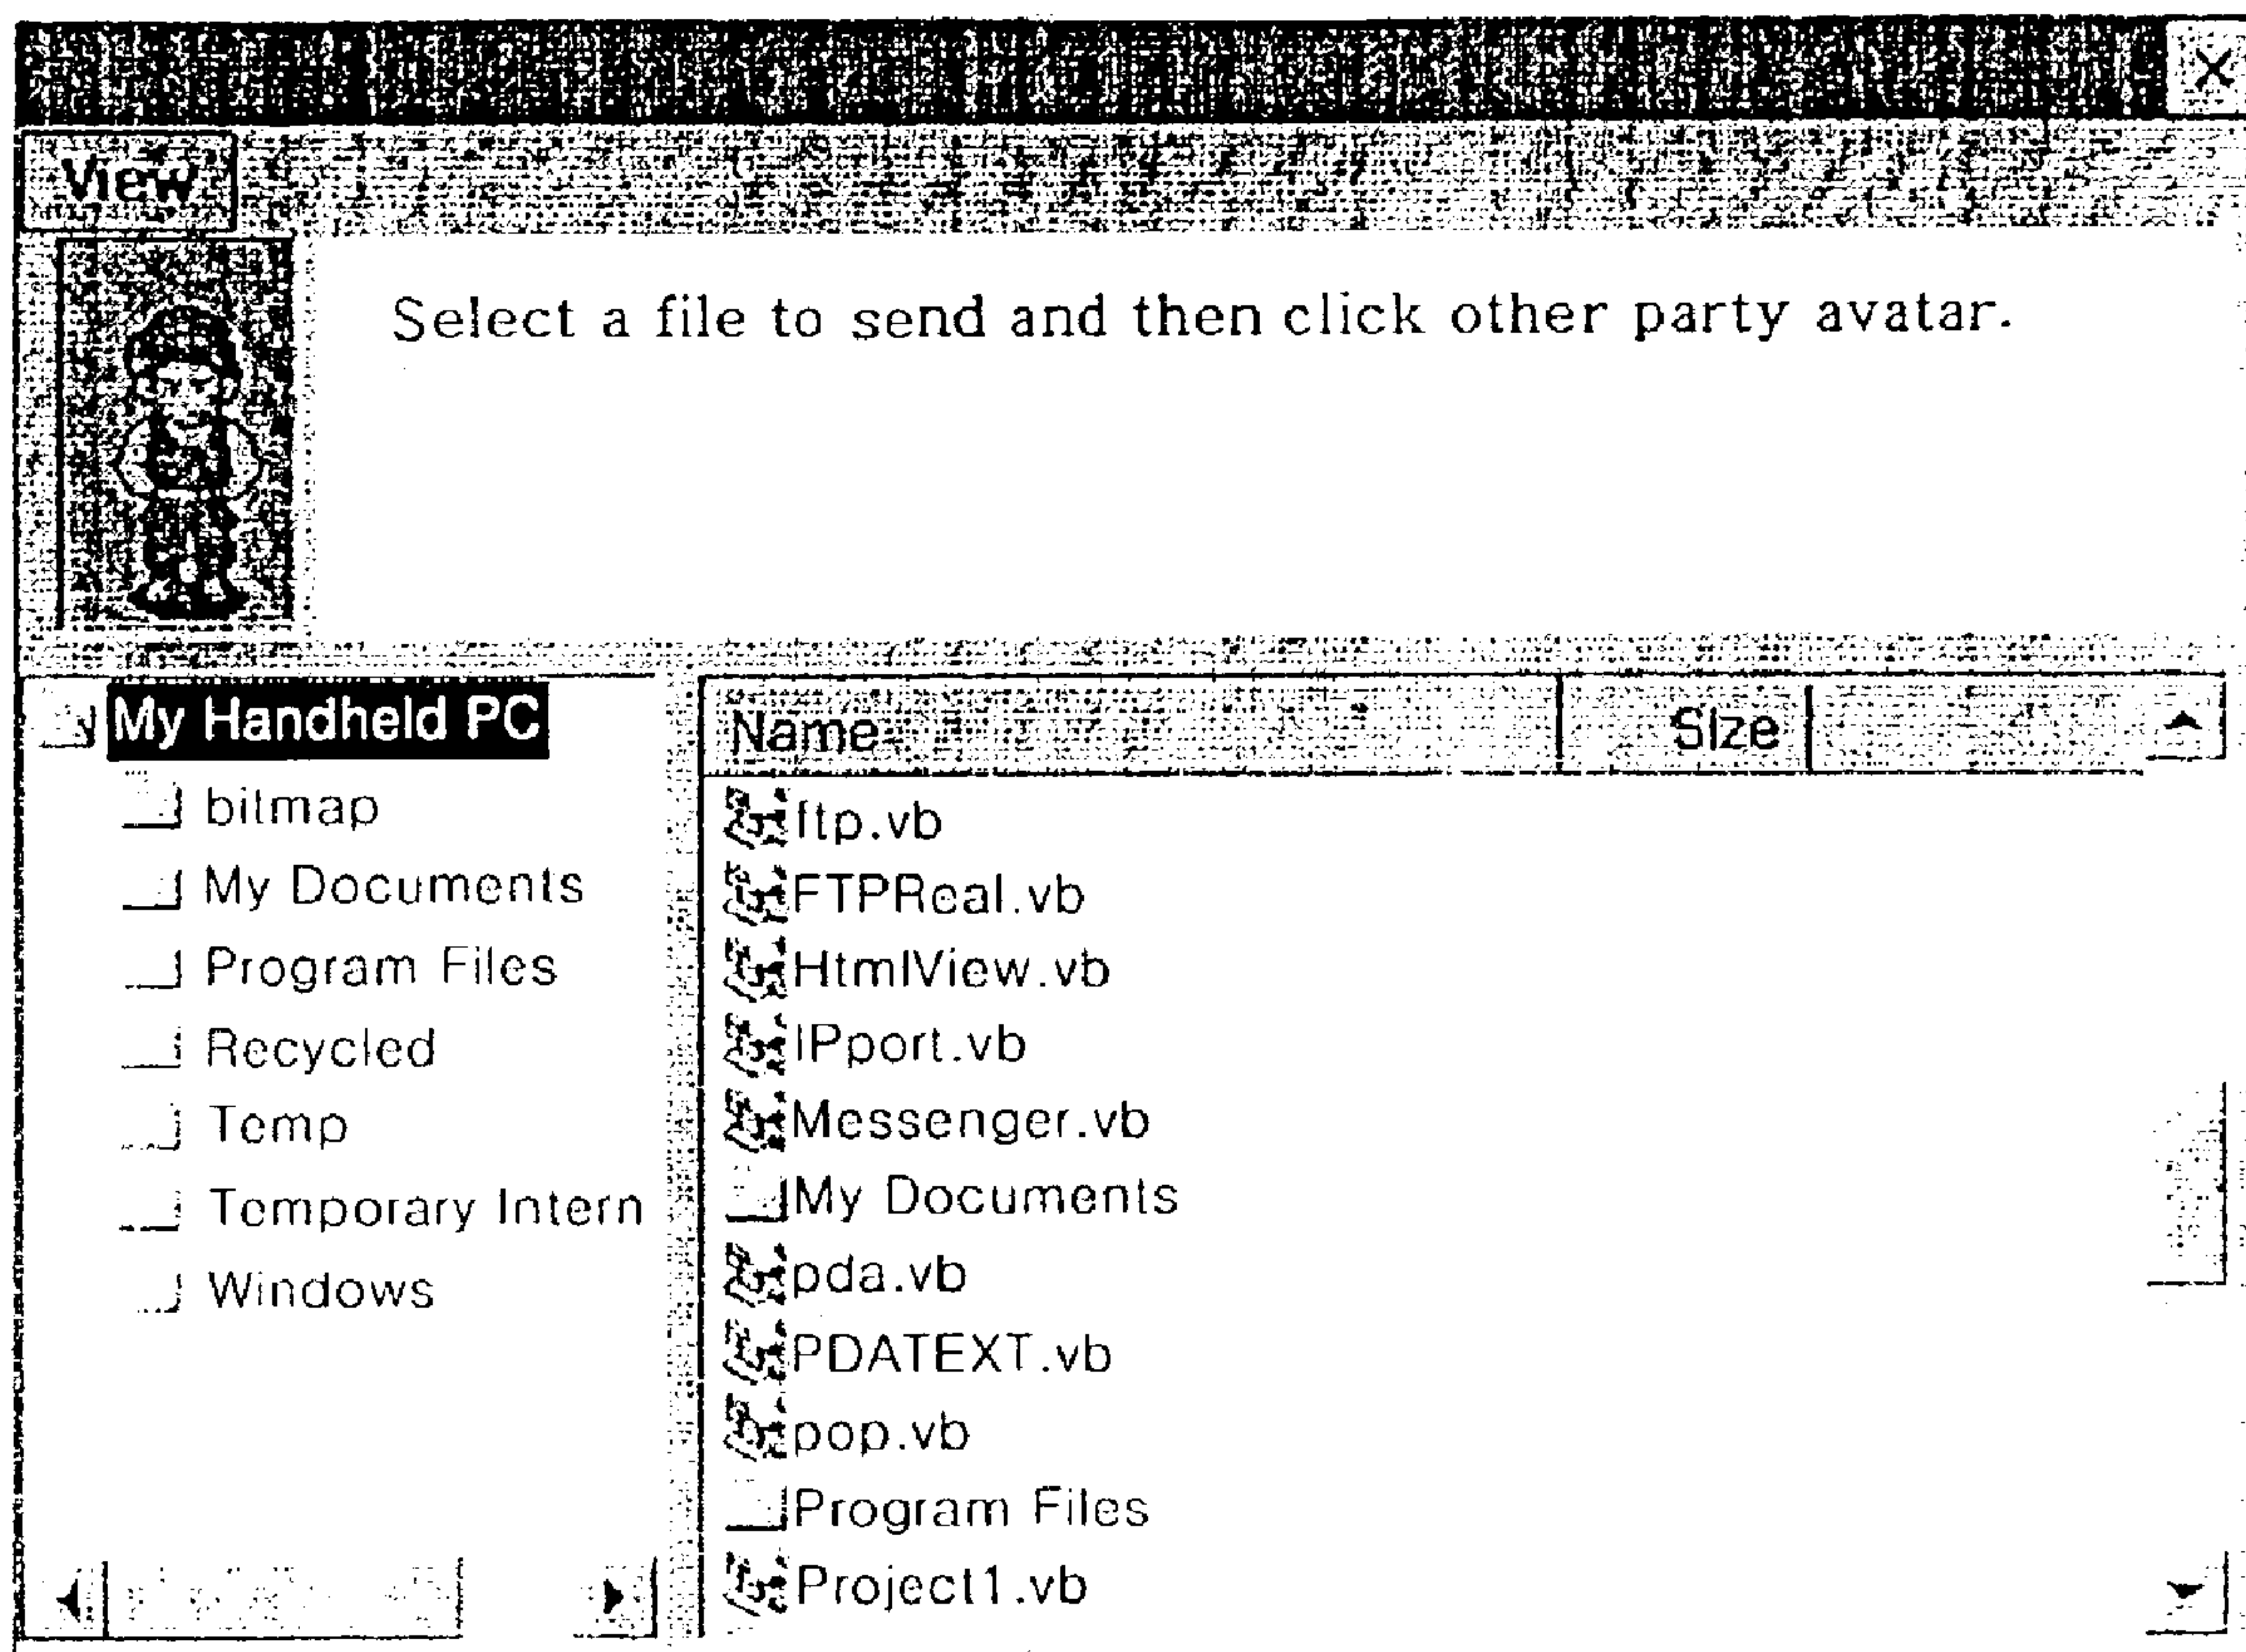 View
Select a file to send and then click other party avatar.
My Handheld PC
bitmap
My Documents
Program Files
Recycled
Temp
Temporary Intern
Windows
Name Size
ftp.vb
FTPReal.vb
HtmlView.vb
IPport.vb
Messenger.vb
My Documents
pda.vb
PDATEXT.vb
pop.vb
Program Files
Project1.vb